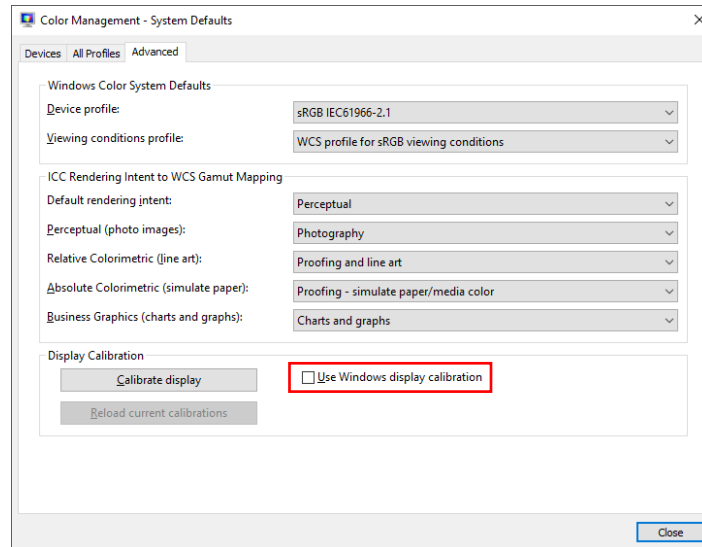 Color Management - System Defaults
Devices All Profiles Advanced
Windows Color System Defaults
Device profile: sRGB IEC61966-2.1
Viewing conditions profile: WCS profile for sRGB viewing conditions
ICC Rendering Intent to WCS Gamut Mapping
Default rendering intent: Perceptual
Perceptual (photo images): Photography
Relative Colorimetric (line art): Proofing and line art
Absolute Colorimetric (simulate paper): Proofing - simulate paper/media color
Business Graphics (charts and graphs): Charts and graphs
Display Calibration
Calibrate display Use Windows display calibration
Reload current calibrations
Close